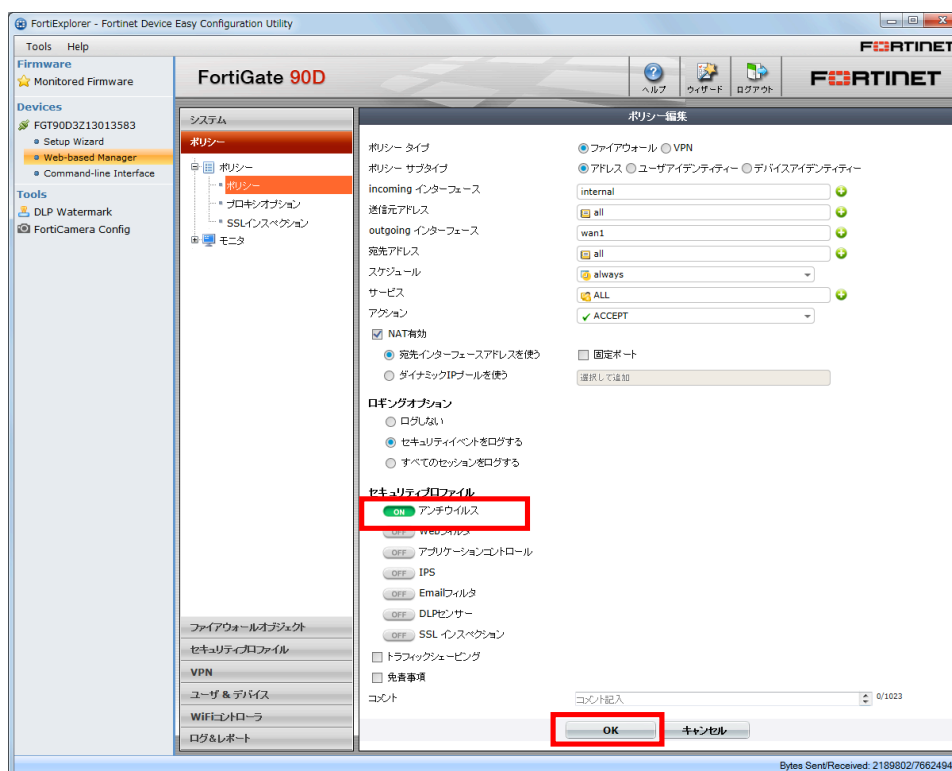 FortiExplorer - Fortinet Device Easy Configuration Utility
Tools Help
FORTINET
Firmware
Monitored Firmware
Devices
FGT90D3Z13013583
Setup Wizard
Web-based Manager
Command-line Interface
Tools
DLP Watermark
FortiCamera Config
FortiGate 90D
ヘルプ
ウィザード
ログアウト
FORTINET
システム
ポリシー
ポリシー
ポリシー
プロキシオプション
SSLインスペクション
モニタ
ファイアウォールオブジェクト
セキュリティプロファイル
VPN
ユーザ & デバイス
WiFiコントローラ
ログ&レポート
ポリシー編集
ポリシー タイプ ファイアウォール VPN
ポリシー サブタイプ アドレス ユーザアイデンティティー デバイスアイデンティティー
incoming インターフェース internal
送信元アドレス all
outgoing インターフェース wan1
宛先アドレス all
スケジュール always
サービス ALL
アクション ACCEPT
NAT有効
宛先インターフェースアドレスを使う 固定ポート
ダイナミックIPプールを使う 選択して追加
ロギングオプション
ログしない
セキュリティイベントをログする
すべてのセッションをログする
セキュリティプロファイル
ON アンチウイルス
OFF Webフィルタ
OFF アプリケーションコントロール
OFF IPS
OFF Emailフィルタ
OFF DLPセンサー
OFF SSL インスペクション
トラフィックシェーピング
免責事項
コメント コメント記入 0/1023
OK キャンセル
Bytes Sent/Received: 2189802/7662494